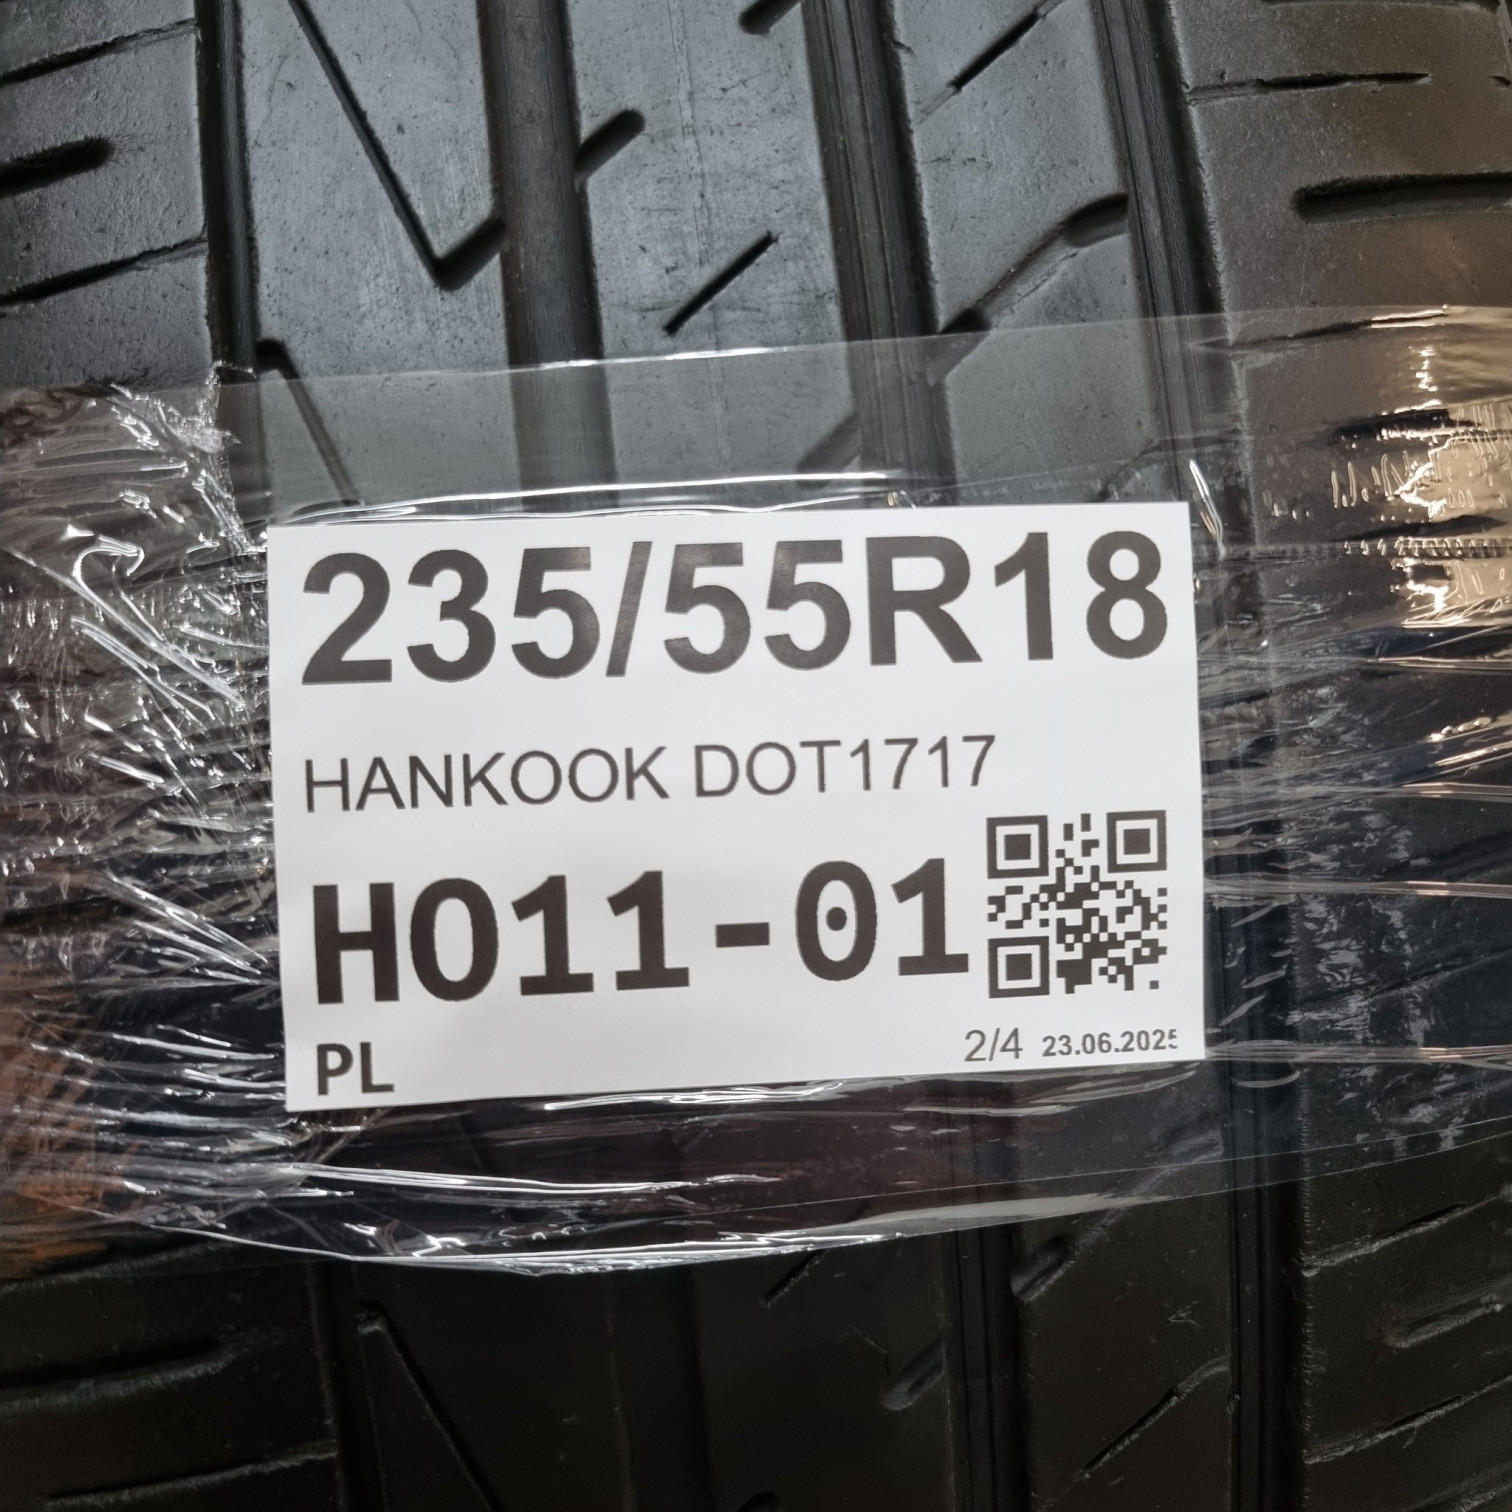 235/55R18
HANKOOK DOT1717
H011-01
PL
2/4 23.06.2025